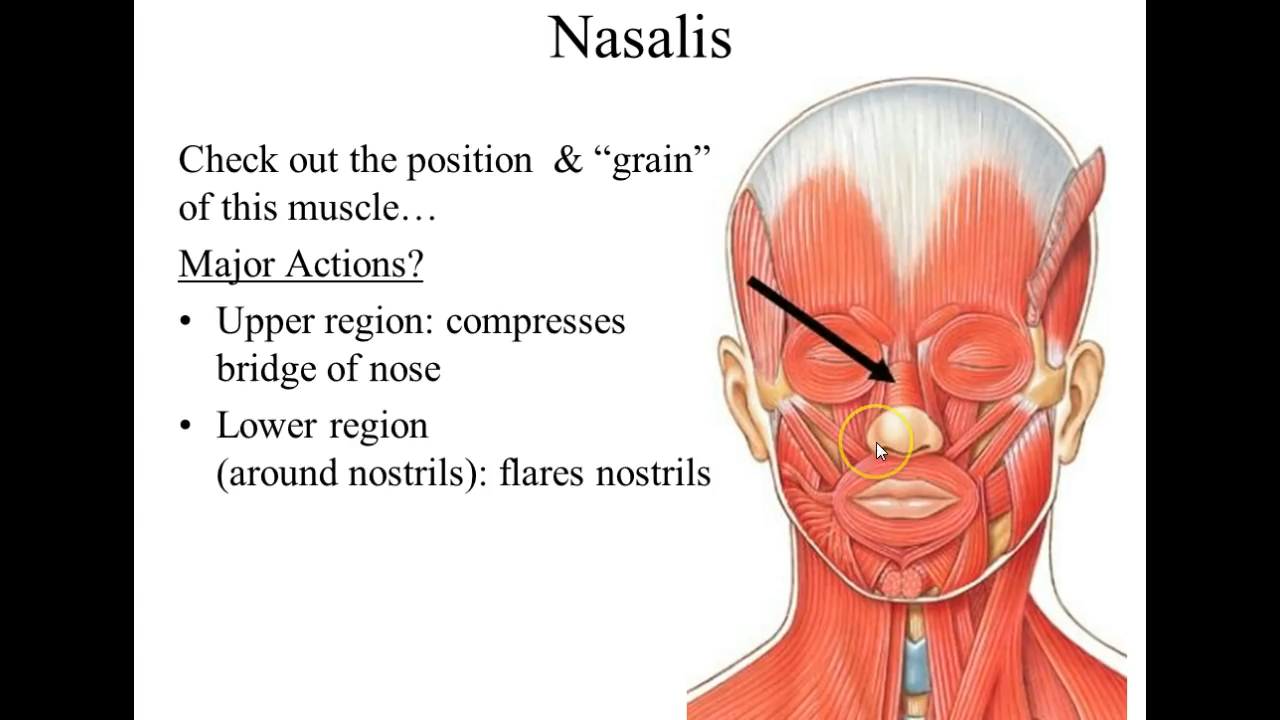 Nasalis
Check out the position & “grain”
of this muscle…
Major Actions?
• Upper region: compresses
bridge of nose
• Lower region
(around nostrils): flares nostrils